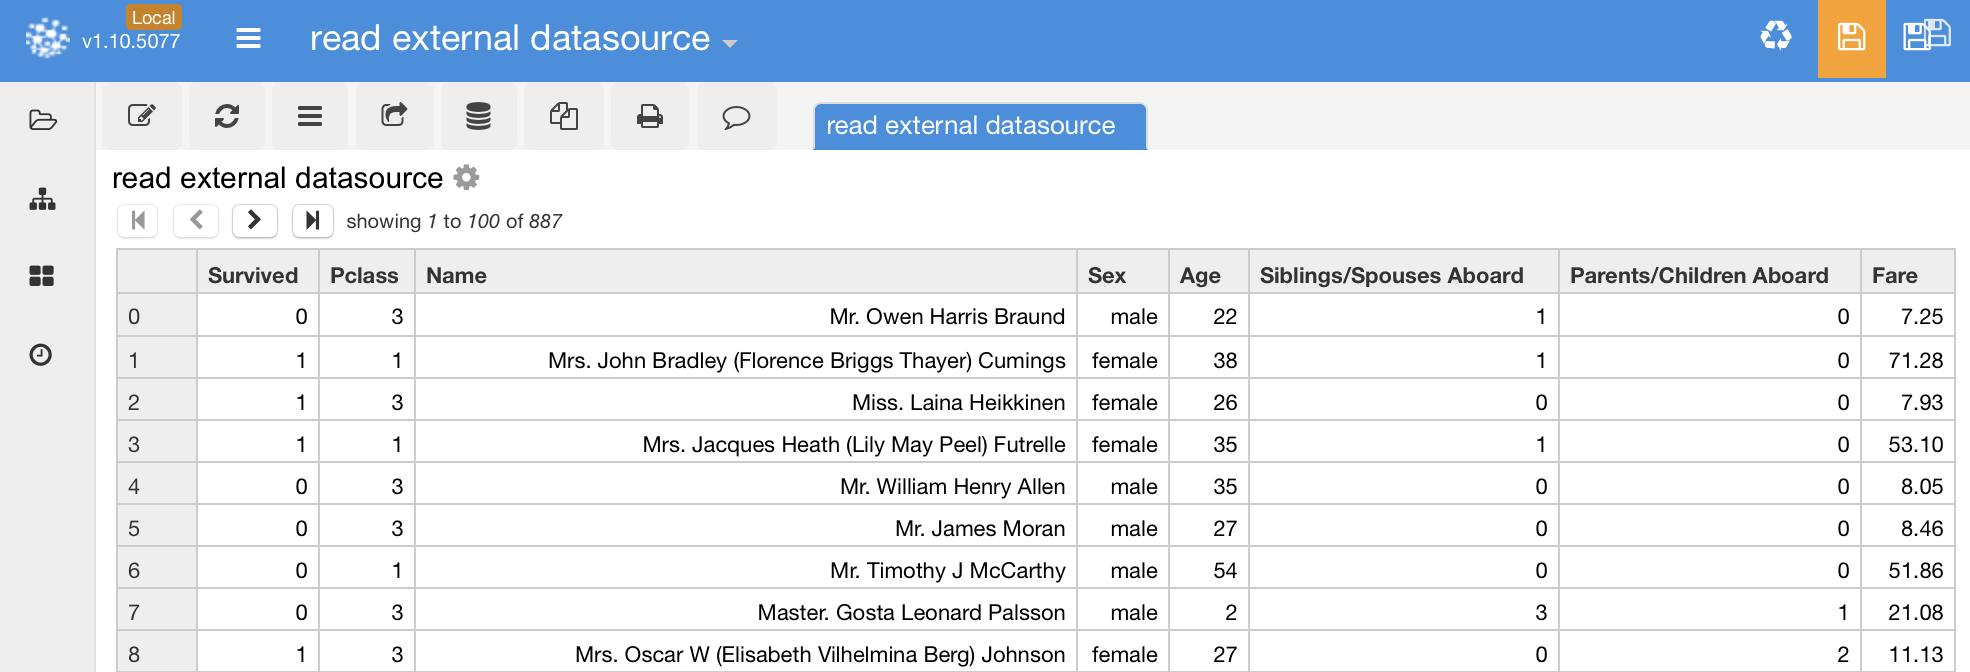 Local
v1.10.5077
read external datasource
read external datasource
read external datasource
showing 1 to 100 of 887
Survived Pclass Name Sex Age Siblings/Spouses Aboard Parents/Children Aboard Fare
0 0 3 Mr. Owen Harris Braund male 22 1 0 7.25
1 1 1 Mrs. John Bradley (Florence Briggs Thayer) Cumings female 38 1 0 71.28
2 1 3 Miss. Laina Heikkinen female 26 0 0 7.93
3 1 1 Mrs. Jacques Heath (Lily May Peel) Futrelle female 35 1 0 53.10
4 0 3 Mr. William Henry Allen male 35 0 0 8.05
5 0 3 Mr. James Moran male 27 0 0 8.46
6 0 1 Mr. Timothy J McCarthy male 54 0 0 51.86
7 0 3 Master. Gosta Leonard Palsson male 2 3 1 21.08
8 1 3 Mrs. Oscar W (Elisabeth Vilhelmina Berg) Johnson female 27 0 2 11.13